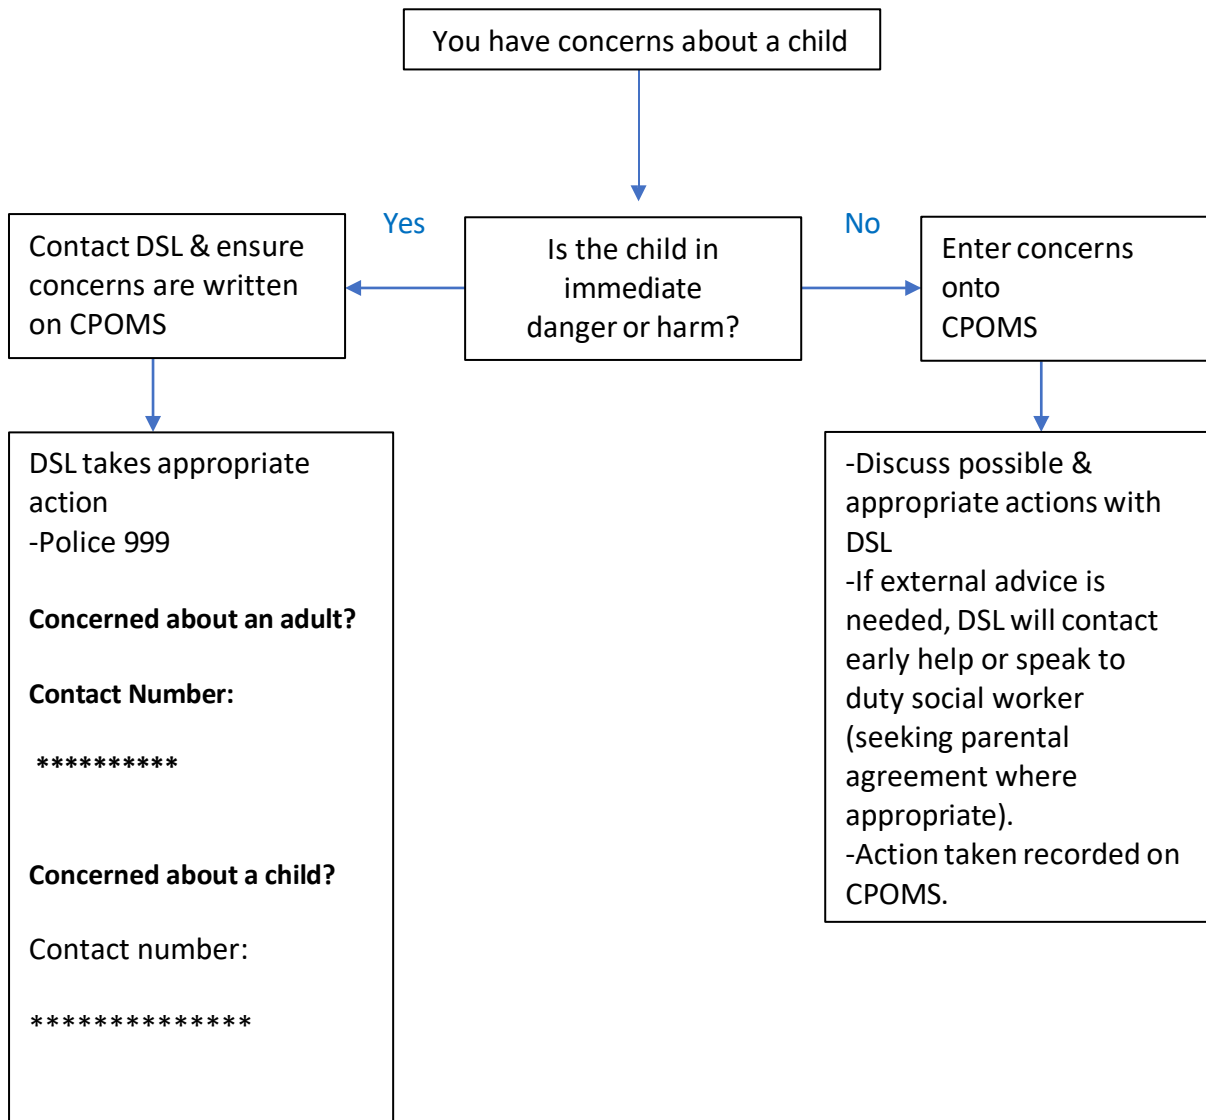 You have concerns about a child
Yes
No
Contact DSL & ensure
concerns are written
on CPOMS
Is the child in
immediate
danger or harm?
Enter concerns
onto
CPOMS
DSL takes appropriate
action
-Police 999
Concerned about an adult?
Contact Number:
**********
Concerned about a child?
Contact number:
**************
-Discuss possible &
appropriate actions with
DSL
-If external advice is
needed, DSL will contact
early help or speak to
duty social worker
(seeking parental
agreement where
appropriate).
-Action taken recorded on
CPOMS.